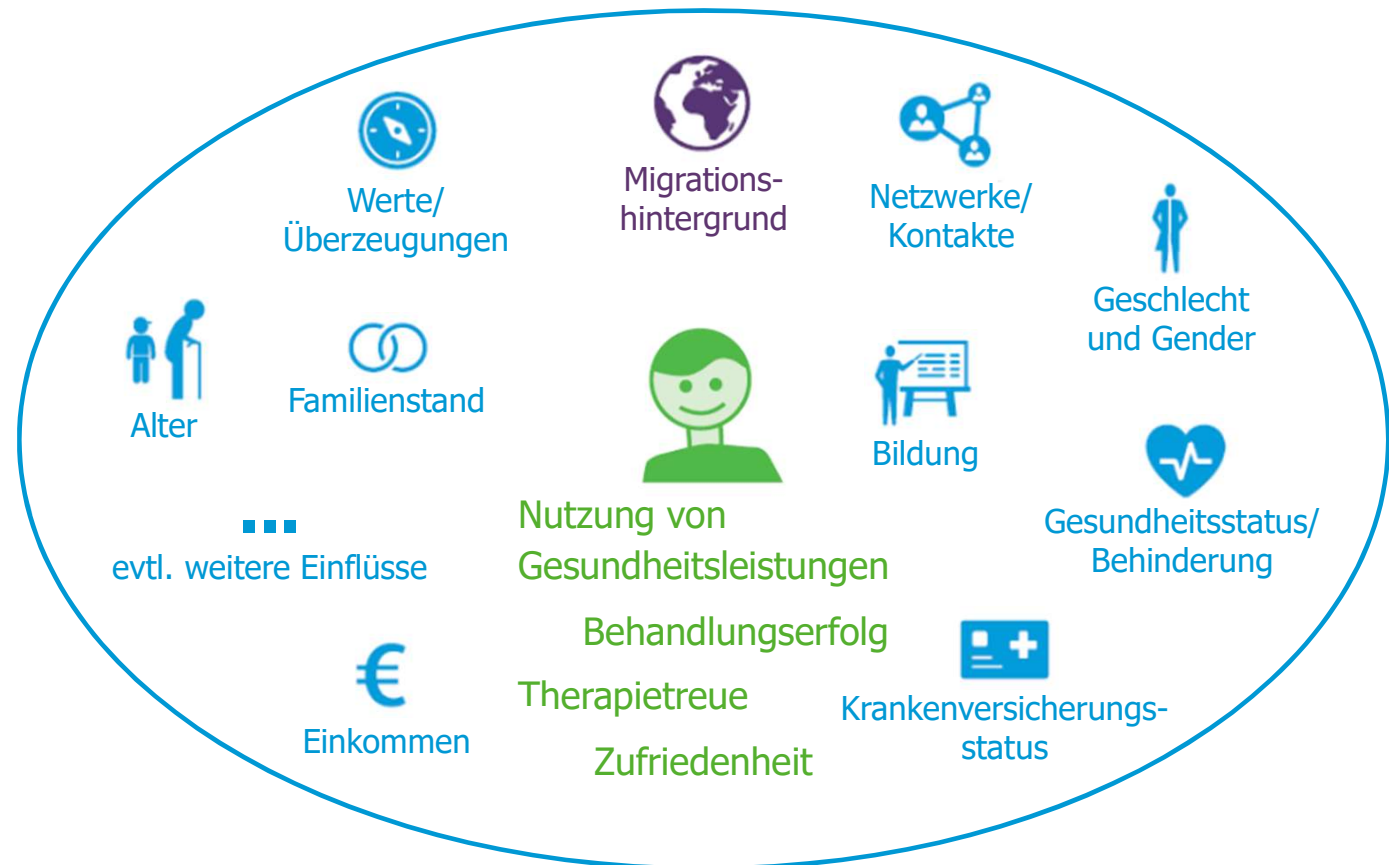 Migrations-
hintergrund
Werte/
Überzeugungen
Netzwerke/
Kontakte
Geschlecht
und Gender
Alter
Familienstand
Bildung
Gesundheitsstatus/
Behinderung
...
evtl. weitere Einflüsse
Nutzung von
Gesundheitsleistungen
Behandlungserfolg
Therapietreue
Zufriedenheit
€
Einkommen
Krankenversicherungs-
status